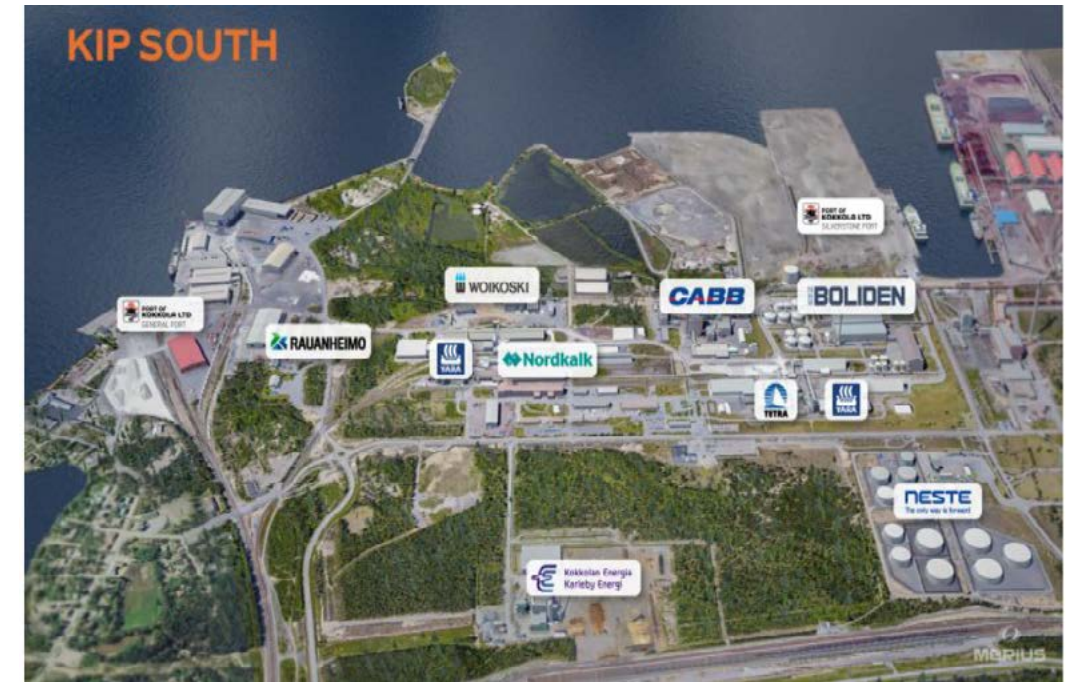 KIP SOUTH
PORT OF
KOKKOLA LTD
SILVERSTONE PORT
WOIKOSKI
CABB
BOLIDEN
PORT OF
KOKKOLA LTD
GENERAL PORT
RAUANHEIMO
YARA
Nordkalk
TETRA
YARA
NESTE
The only way is forward
Kokkolan Energia
Karleby Energi
MERIUS